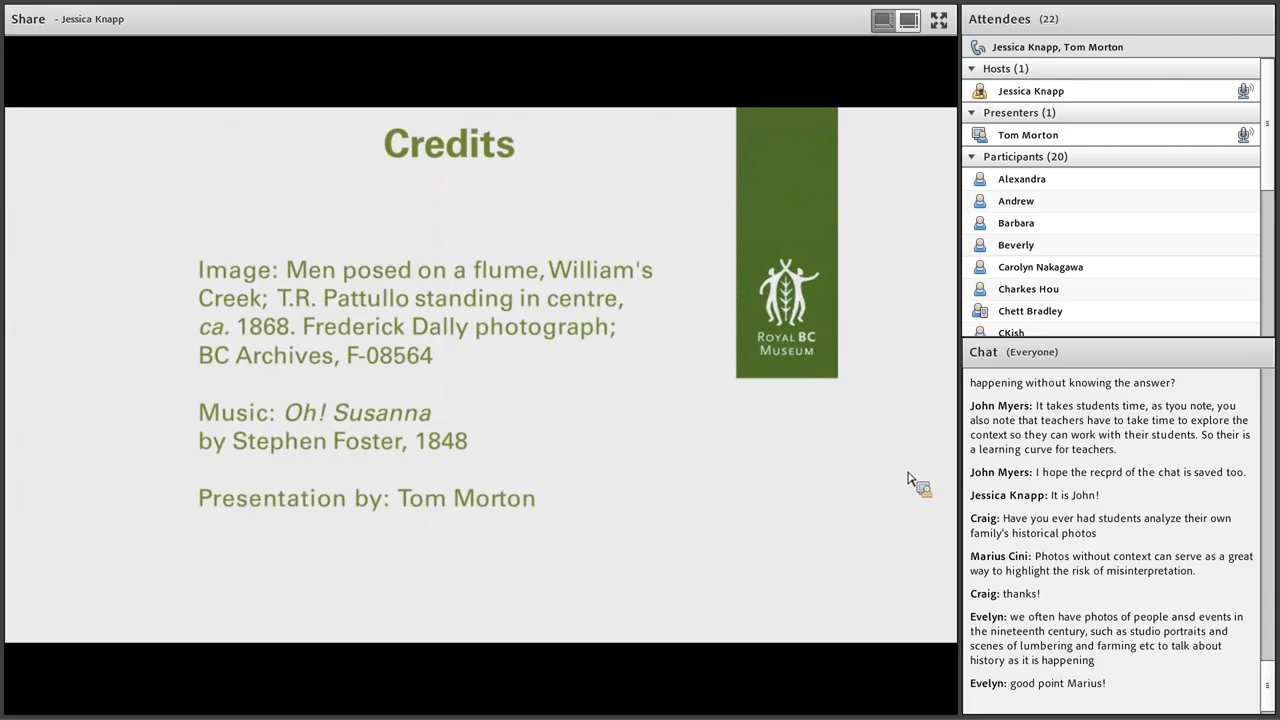 Share - Jessica Knapp
Credits
Image: Men posed on a flume, William's
Creek; T.R. Pattullo standing in centre,
ca. 1868. Frederick Dally photograph;
BC Archives, F-08564
Music: Oh! Susanna
by Stephen Foster, 1848
Presentation by: Tom Morton
ROYAL BC
MUSEUM
Attendees (22)
Jessica Knapp, Tom Morton
Hosts (1)
Jessica Knapp
Presenters (1)
Tom Morton
Participants (20)
Alexandra
Andrew
Barbara
Beverly
Carolyn Nakagawa
Charkes Hou
Chett Bradley
CKish
Chat (Everyone)
happening without knowing the answer?
John Myers: It takes students time, as tyou note, you
also note that teachers have to take time to explore the
context so they can work with their students. So their is
a learning curve for teachers.
John Myers: I hope the recprd of the chat is saved too.
Jessica Knapp: It is John!
Craig: Have you ever had students analyze their own
family's historical photos
Marius Cini: Photos without context can serve as a great
way to highlight the risk of misinterpretation.
Craig: thanks!
Evelyn: we often have photos of people ansd events in
the nineteenth century, such as studio portraits and
scenes of lumbering and farming etc to talk about
history as it is happening
Evelyn: good point Marius!